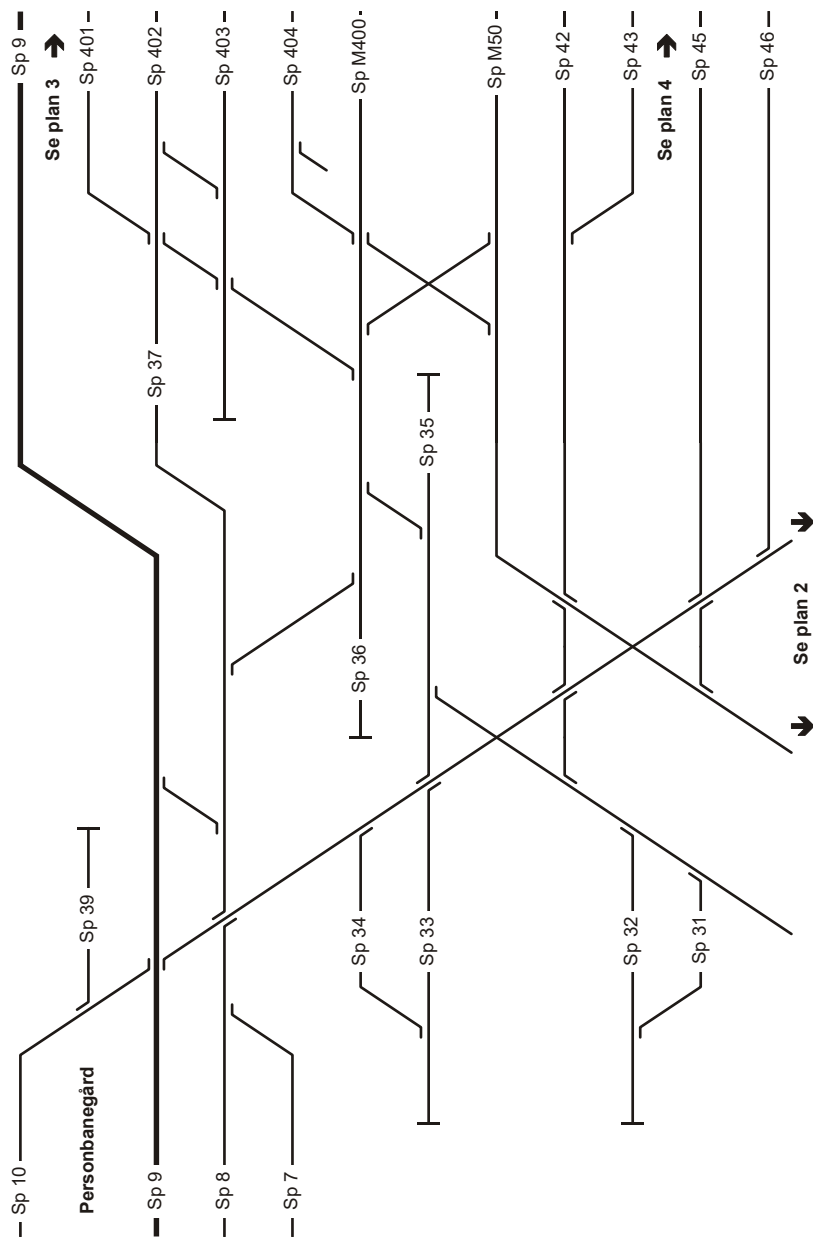 Sp 9
Se plan 3
Sp 401
Sp 402
Sp 403
Sp 404
Sp M400
Sp M50
Sp 42
Sp 43
Se plan 4
Sp 45
Sp 46
Sp 37
Sp 35
Sp 36
Se plan 2
Sp 39
Sp 34
Sp 33
Sp 32
Sp 31
Sp 10
Personbanegård
Sp 9
Sp 8
Sp 7